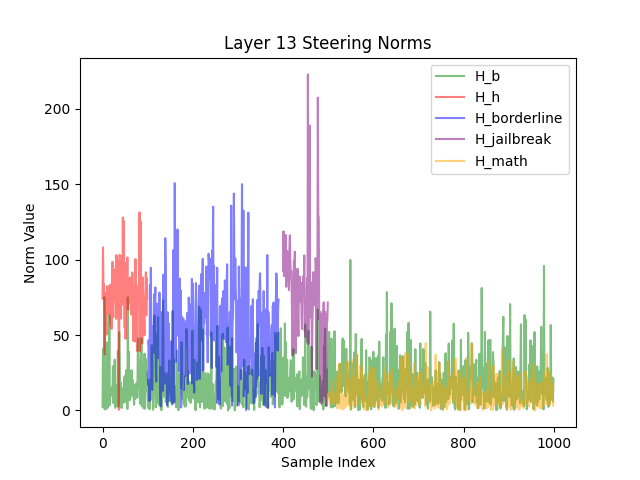 Layer 13 Steering Norms
Norm Value
200
150
100
50
0
H_b
H_h
H_borderline
H_jailbreak
H_math
0 200 400 600 800 1000
Sample Index